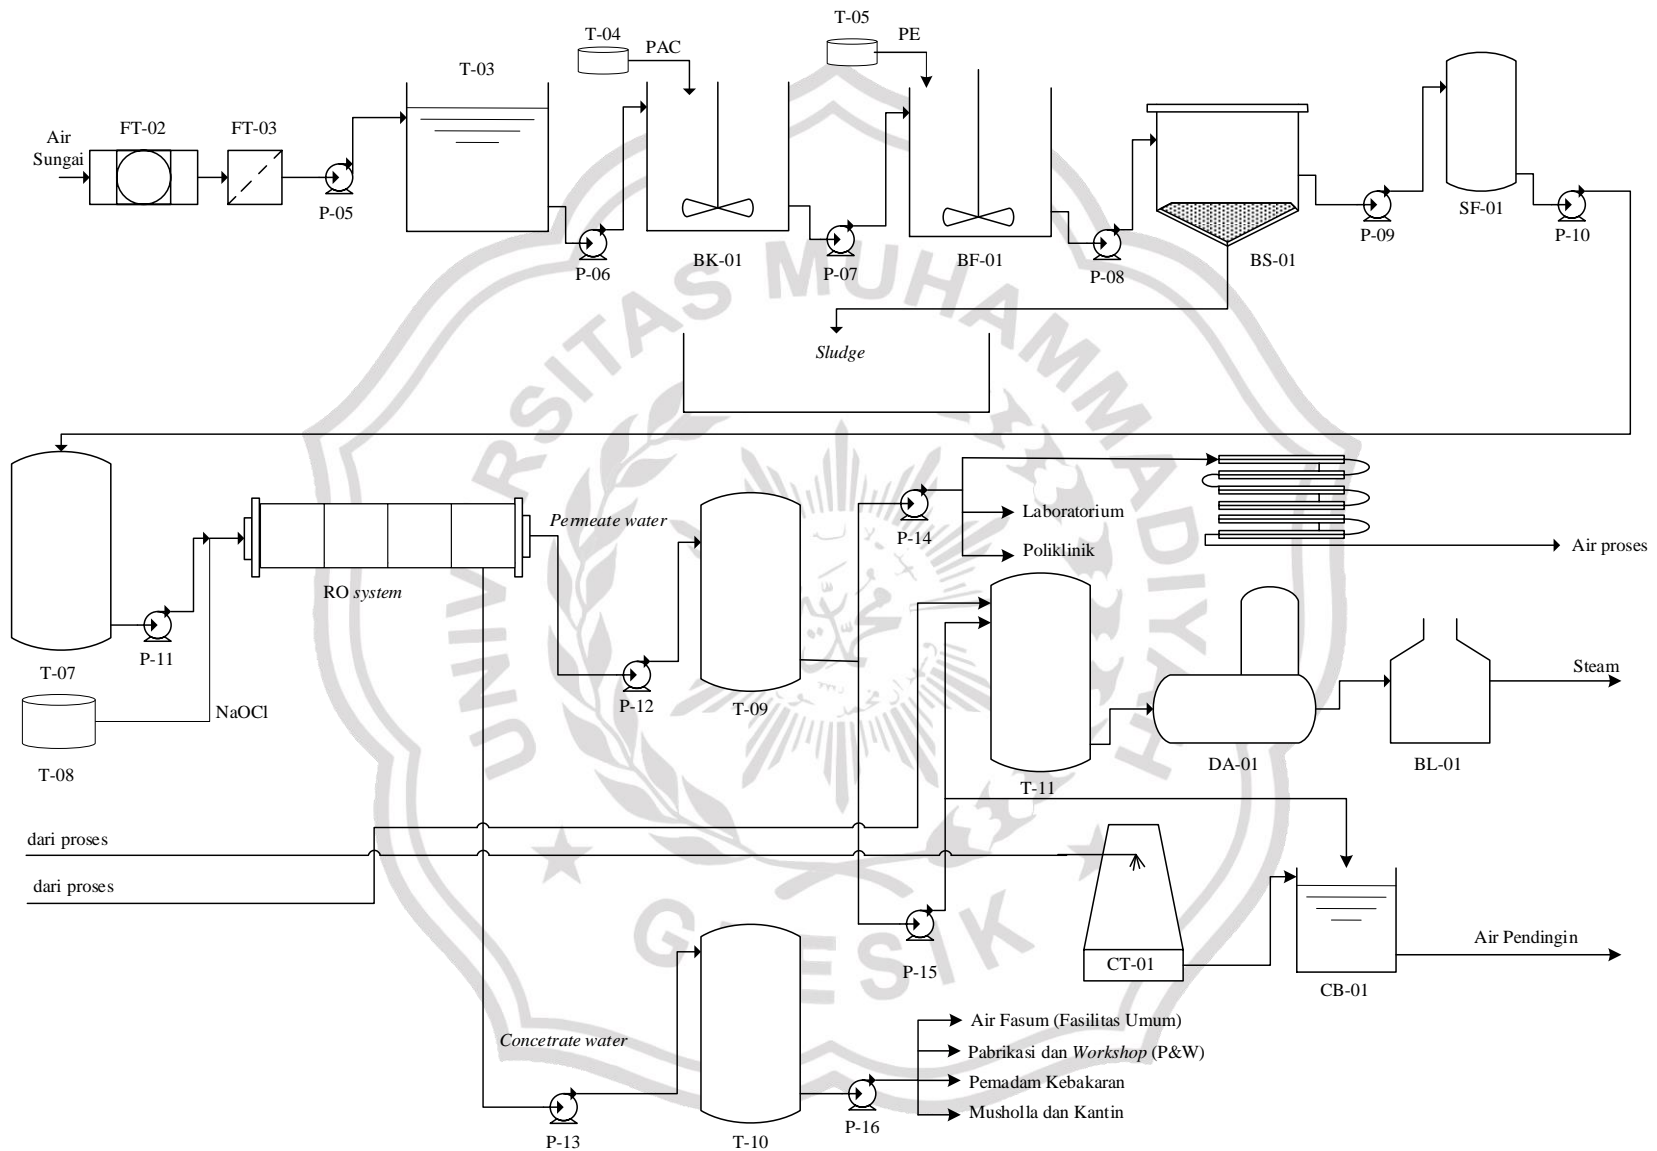 T-05
T-04
PAC
PE
T-03
FT-02
FT-03
Air
Sungai
P-05
P-06
BK-01
P-07
BF-01
P-08
BS-01
P-09
SF-01
P-10
Sludge
Permeate water
P-14
Laboratorium
Poliklinik
Air proses
RO system
T-07
P-11
NaOCl
T-08
P-12
T-09
T-11
DA-01
BL-01
Steam
dari proses
dari proses
P-15
CT-01
CB-01
Air Pendingin
Concetrate water
P-13
T-10
P-16
Air Fasum (Fasilitas Umum)
Pabrikasi dan Workshop (P&W)
Pemadam Kebakaran
Musholla dan Kantin
UNIVERSITAS MUHAMMADIYAH
GRESIK